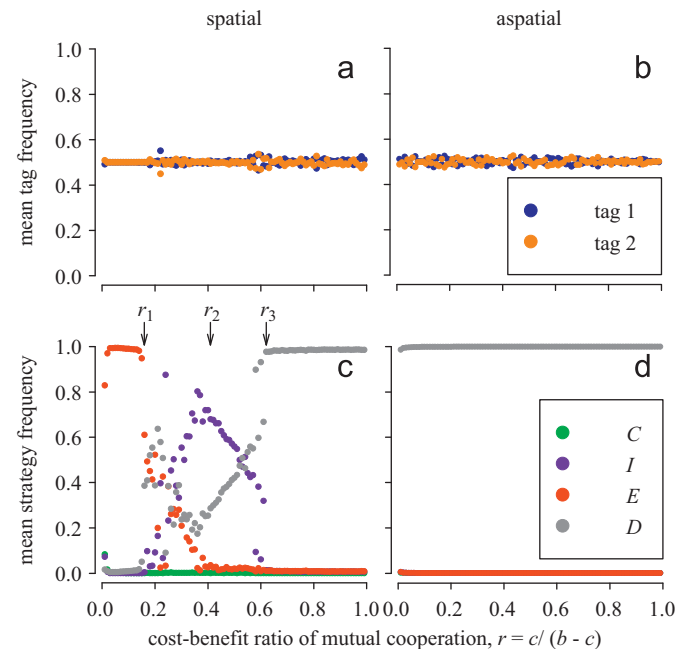 spatial
aspatial
mean tag frequency
1.0
0.8
0.6
0.4
0.2
0.0
a
b
tag 1
tag 2
r1
r2
r3
mean strategy frequency
1.0
0.8
0.6
0.4
0.2
0.0
c
d
C
I
E
D
0.0 0.2 0.4 0.6 0.8 1.0
0.0 0.2 0.4 0.6 0.8 1.0
cost-benefit ratio of mutual cooperation, r = c/ (b - c)